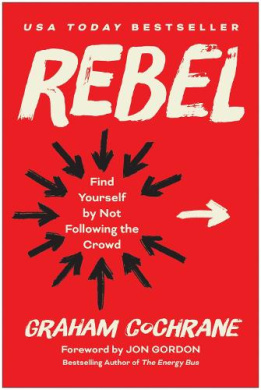 USA TODAY BESTSELLER
REBEL
Find
Yourself
by Not
Following the
Crowd
GRAHAM COCHRANE
Foreword by JON GORDON
Bestselling Author of The Energy Bus